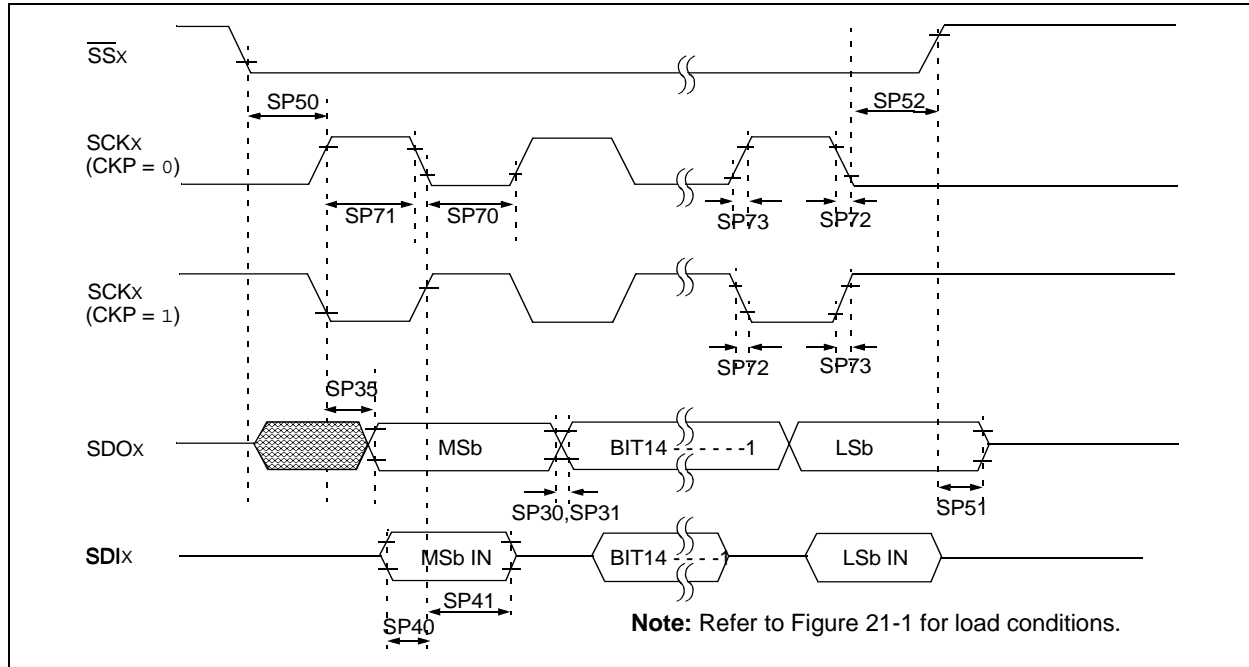 SSx
SP50
SP52
SCKx
(CKP = 0)
SP71
SP70
SP73
SP72
SCKx
(CKP = 1)
SP72
SP73
SP35
SDOx
MSb
BIT14 - - - - - -1
LSb
SP30,SP31
SP51
SDIx
MSb IN
BIT14 - - - - -1
LSb IN
SP41
SP40
Note: Refer to Figure 21-1 for load conditions.